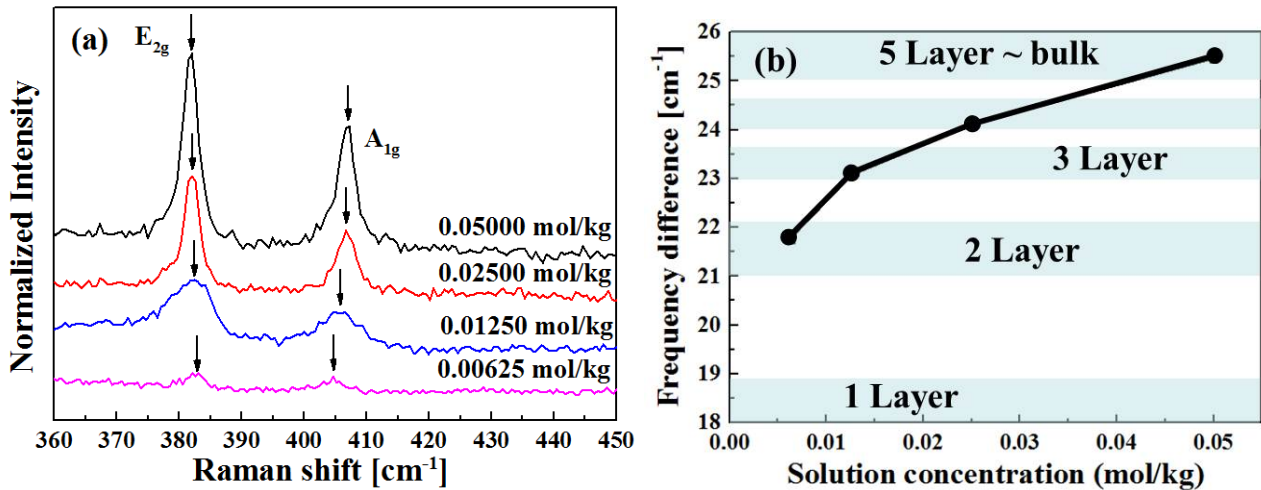 (a)
E2g
A1g
0.05000 mol/kg
0.02500 mol/kg
0.01250 mol/kg
0.00625 mol/kg
Normalized Intensity
360 370 380 390 400 410 420 430 440 450
Raman shift [cm-1]
(b)
5 Layer ~ bulk
3 Layer
2 Layer
1 Layer
Frequency difference [cm-1]
26
25
24
23
22
21
20
19
18
0.00 0.01 0.02 0.03 0.04 0.05
Solution concentration (mol/kg)